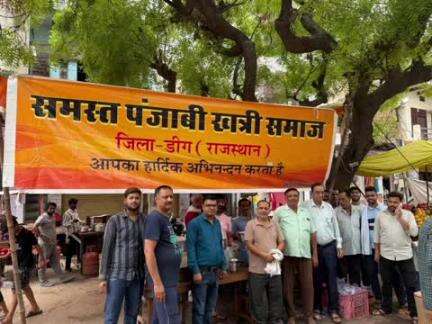 समस्त पंजाबी खत्री समाज
जिला-डीग (राजस्थान)
आपका हार्दिक अभिनन्दन करता है